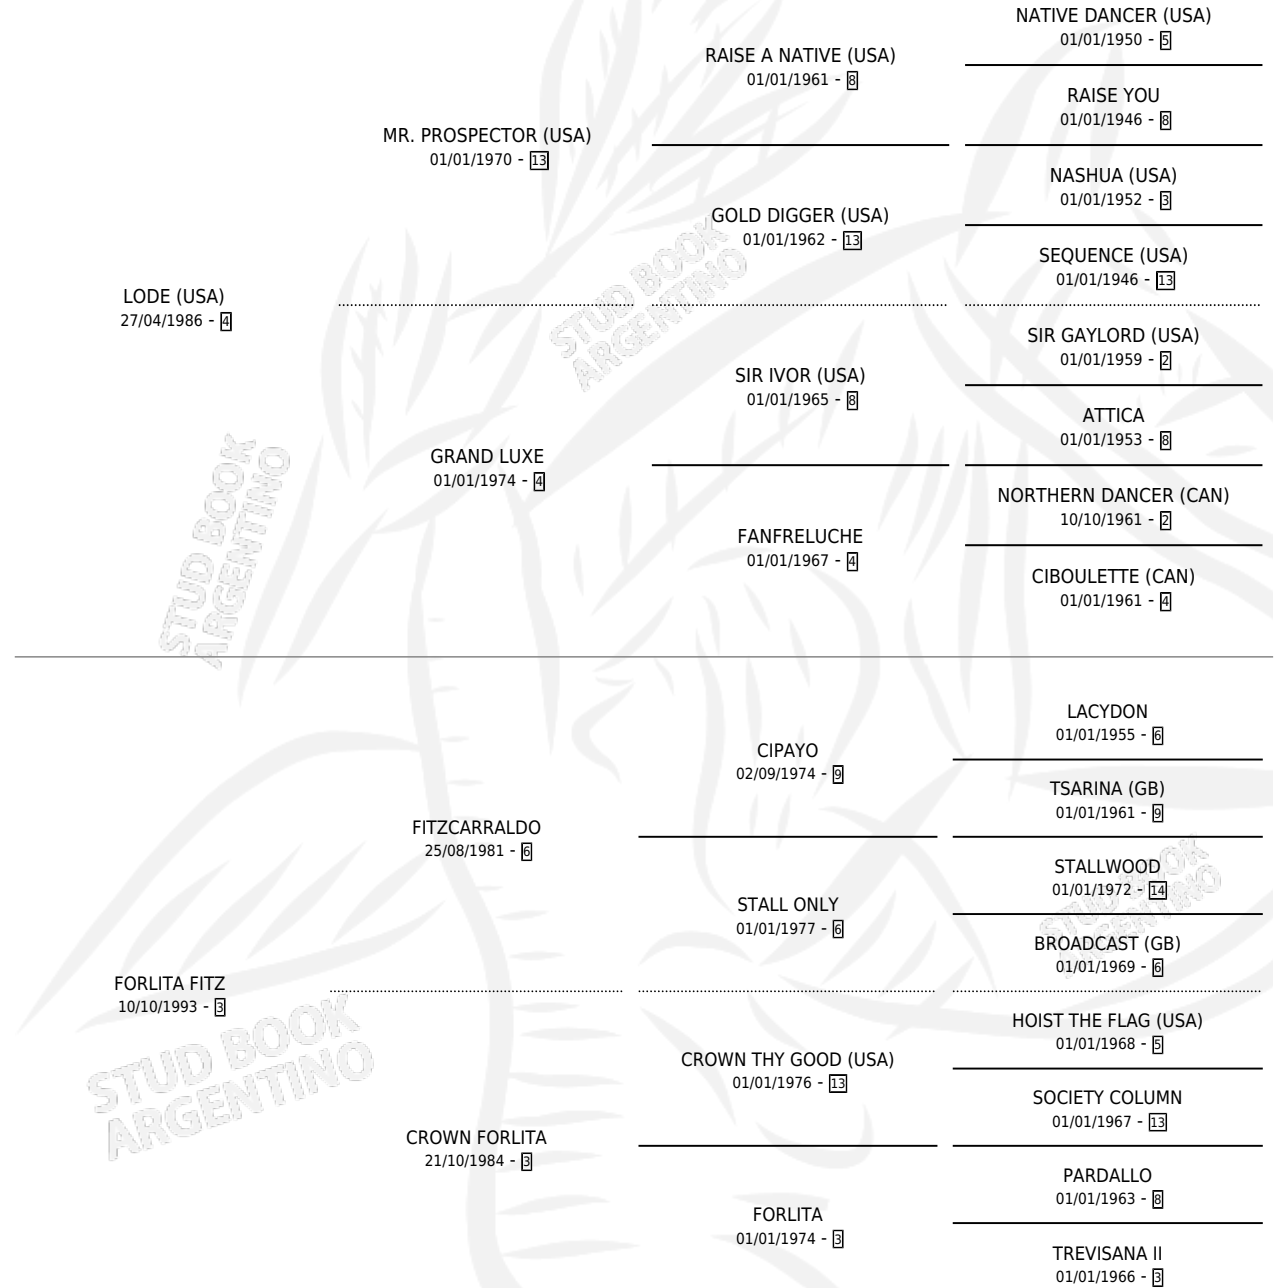 NATIVE DANCER (USA)
01/01/1950 - 5
RAISE A NATIVE (USA)
01/01/1961 - 8
RAISE YOU
01/01/1946 - 8
MR. PROSPECTOR (USA)
01/01/1970 - 13
NASHUA (USA)
01/01/1952 - 3
GOLD DIGGER (USA)
01/01/1962 - 13
SEQUENCE (USA)
01/01/1946 - 13
LODE (USA)
27/04/1986 - 4
SIR GAYLORD (USA)
01/01/1959 - 2
SIR IVOR (USA)
01/01/1965 - 8
ATTICA
01/01/1953 - 8
GRAND LUXE
01/01/1974 - 4
NORTHERN DANCER (CAN)
10/10/1961 - 2
FANFRELUCHE
01/01/1967 - 4
CIBOULETTE (CAN)
01/01/1961 - 4
LACYDON
01/01/1955 - 6
CIPAYO
02/09/1974 - 9
TSARINA (GB)
01/01/1961 - 9
FITZCARRALDO
25/08/1981 - 6
STALLWOOD
01/01/1972 - 14
STALL ONLY
01/01/1977 - 6
BROADCAST (GB)
01/01/1969 - 6
FORLITA FITZ
10/10/1993 - 3
HOIST THE FLAG (USA)
01/01/1968 - 5
CROWN THY GOOD (USA)
01/01/1976 - 13
SOCIETY COLUMN
01/01/1967 - 13
CROWN FORLITA
21/10/1984 - 3
PARDALLO
01/01/1963 - 8
FORLITA
01/01/1974 - 3
TREVISANA II
01/01/1966 - 3
STUD BOOK
ARGENTINO
STUD BOOK
ARGENTINO
STUD BOOK
ARGENTINO
STUD BOOK
ARGENTINO